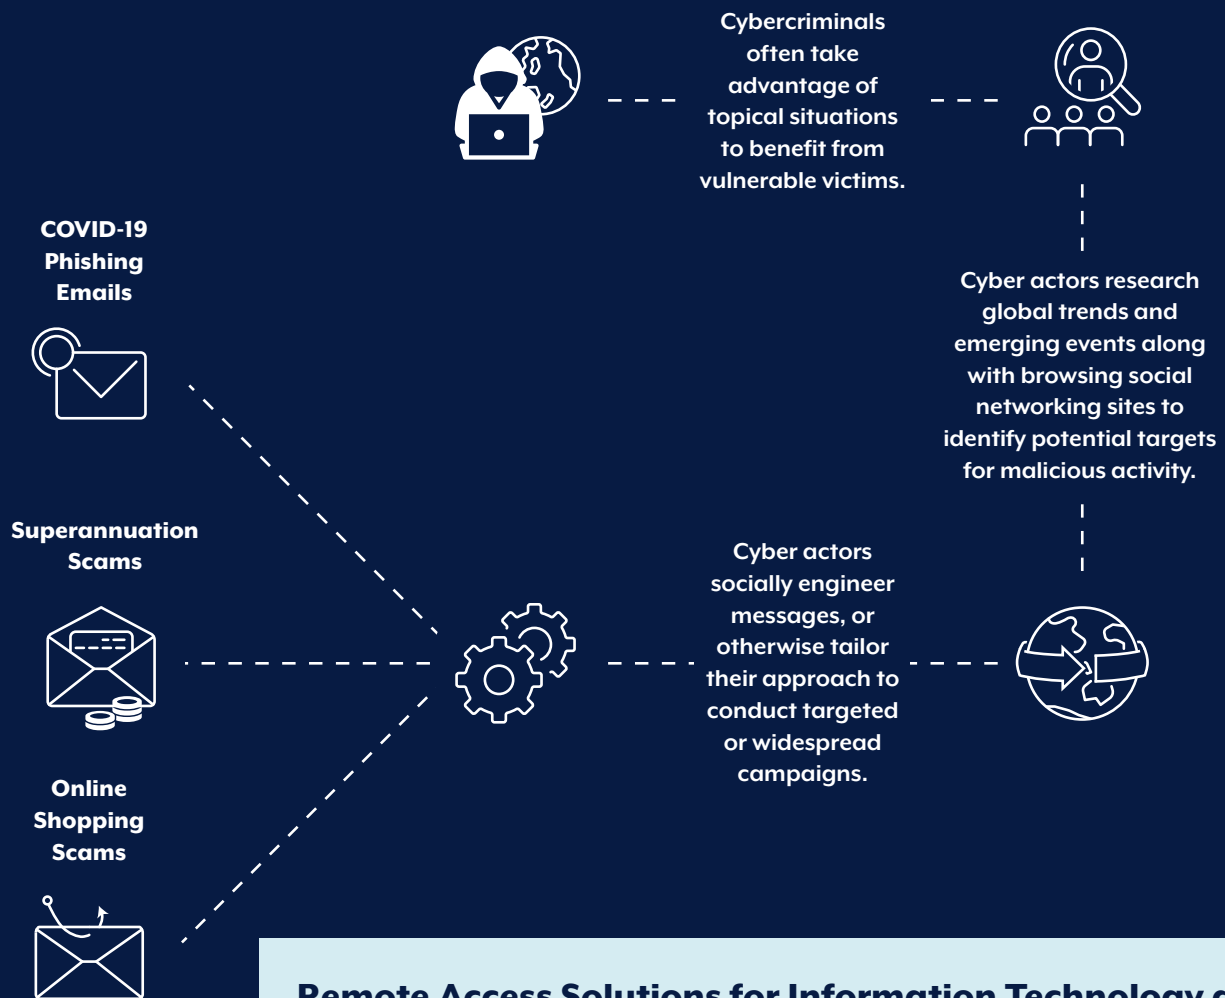 Cybercriminals
often take
advantage of
topical situations
to benefit from
vulnerable victims.
Cyber actors research
global trends and
emerging events along
with browsing social
networking sites to
identify potential targets
for malicious activity.
Cyber actors
socially engineer
messages, or
otherwise tailor
their approach to
conduct targeted
or widespread
campaigns.
COVID-19
Phishing
Emails
Superannuation
Scams
Online
Shopping
Scams
Remote Access Solutions for Information Technology